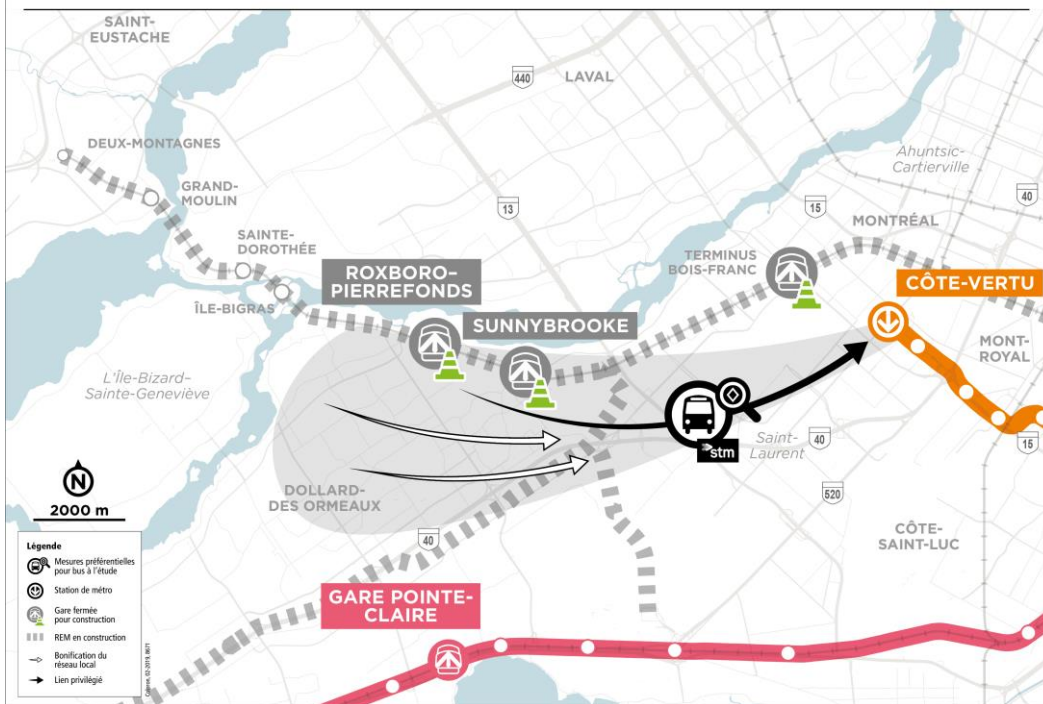 SAINT-
EUSTACHE
440
LAVAL
DEUX-MONTAGNES
Ahuntsic-
Cartierville
GRAND-
MOULIN
40
13
15
MONTRÉAL
SAINTE-
DOROTHÉE
TERMINUS
BOIS-FRANC
ROXBORO-
PIERREFONDS
CÔTE-VERTU
ÎLE-BIGRAS
SUNNYBROOKE
MONT-
ROYAL
L'Île-Bizard–
Sainte-Geneviève
Saint-
Laurent
40
15
stm
N
2000 m
DOLLARD-
DES ORMEAUX
520
CÔTE-
SAINT-LUC
40
Légende
Mesures préférentielles
pour bus à l'étude
Station de métro
Gare fermée
pour construction
REM en construction
Bonification du
réseau local
Lien privilégié
GARE POINTE-
CLAIRE